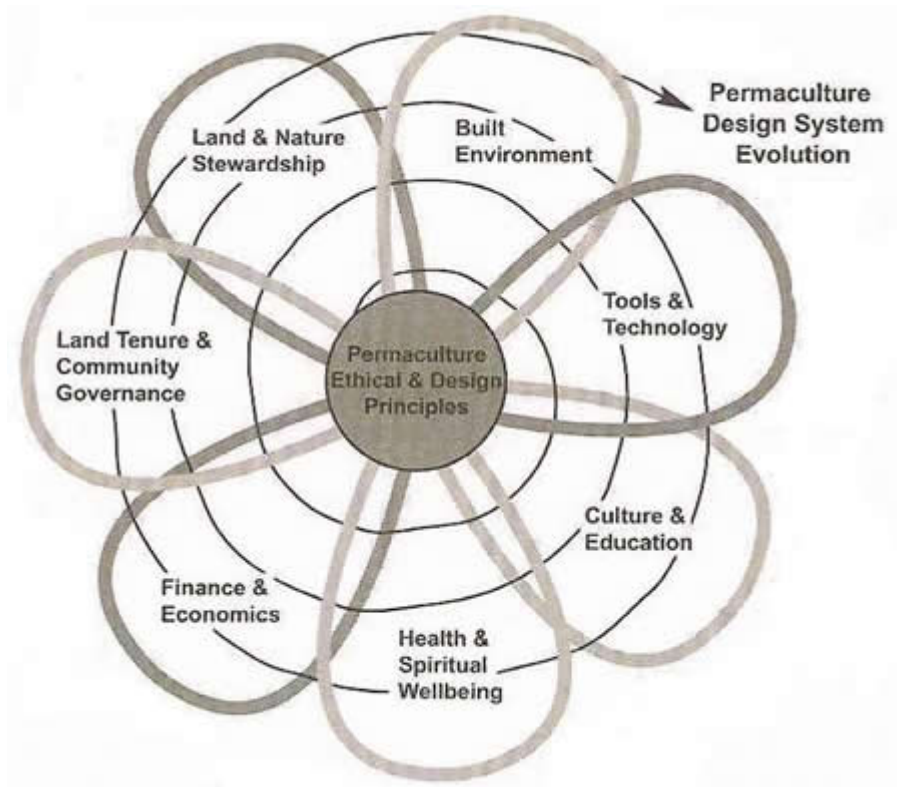 Permaculture
Design System
Evolution
Land & Nature
Stewardship
Built
Environment
Tools &
Technology
Land Tenure &
Community
Governance
Permaculture
Ethical & Design
Principles
Culture &
Education
Finance &
Economics
Health &
Spiritual
Wellbeing